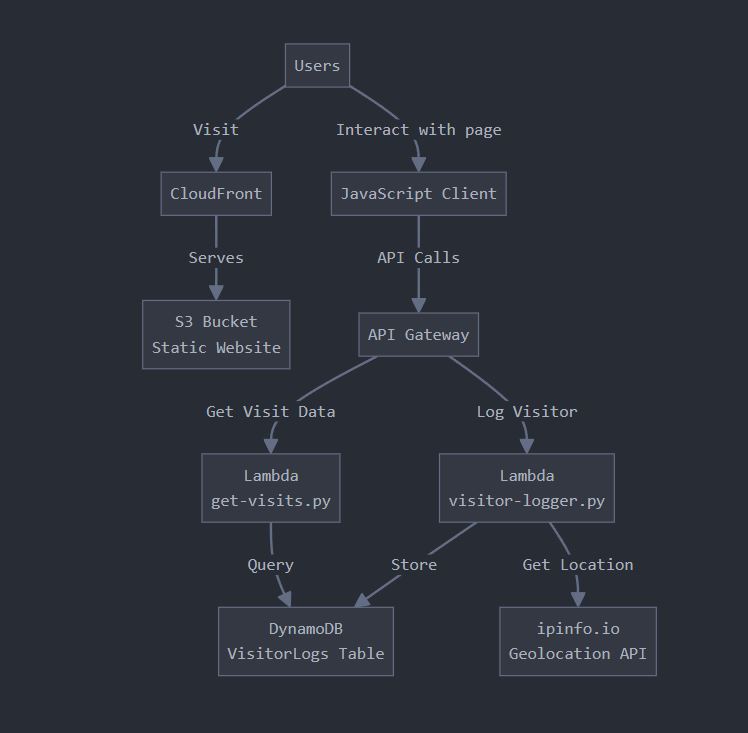 Users
Visit
Interact with page
CloudFront
JavaScript Client
Serves
API Calls
S3 Bucket
Static Website
API Gateway
Get Visit Data
Log Visitor
Lambda
get-visits.py
Lambda
visitor-logger.py
Query
Store
Get Location
DynamoDB
VisitorLogs Table
ipinfo.io
Geolocation API